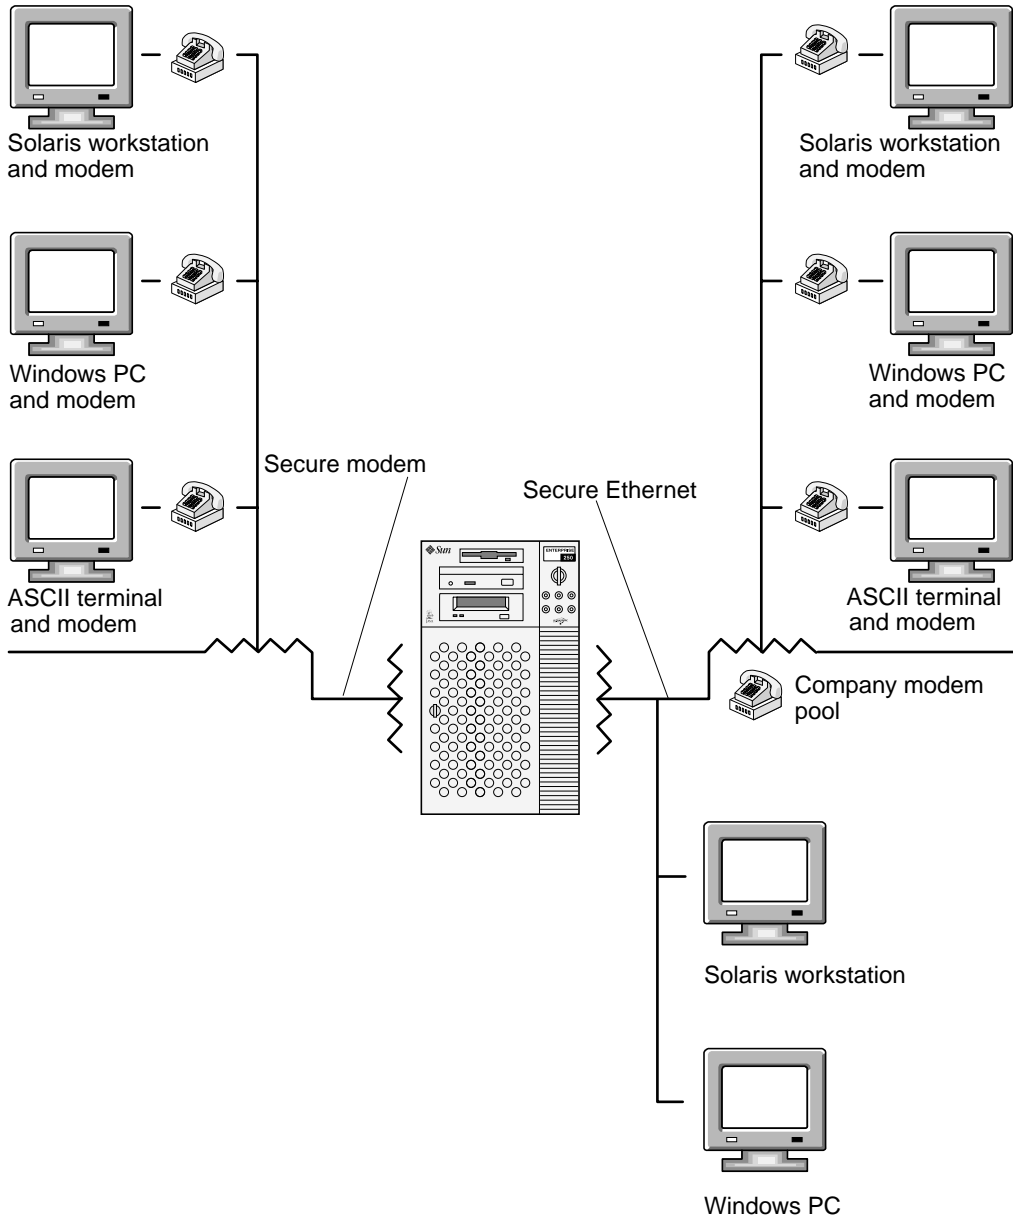 Solaris workstation
and modem
Solaris workstation
and modem
Windows PC
and modem
Windows PC
and modem
Secure modem
Secure Ethernet
ASCII terminal
and modem
Sun
ENTERPRISE
250
ASCII terminal
and modem
Company modem
pool
Solaris workstation
Windows PC